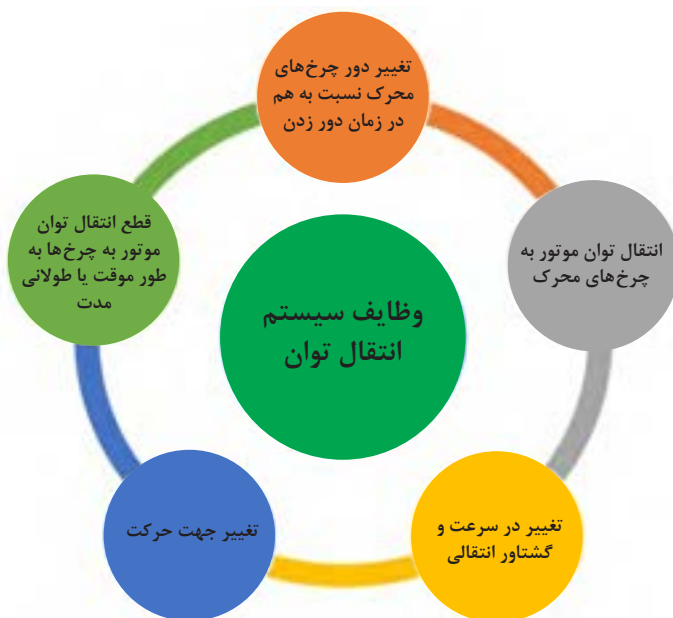 تغییر دور چرخ‌های
محرک نسبت به هم
در زمان دور زدن
انتقال توان موتور به
چرخ‌های محرک
تغییر در سرعت و
گشتاور انتقالی
تغییر جهت حرکت
قطع انتقال توان
موتور به چرخ‌ها به
طور موقت یا طولانی
مدت
وظایف سیستم
انتقال توان